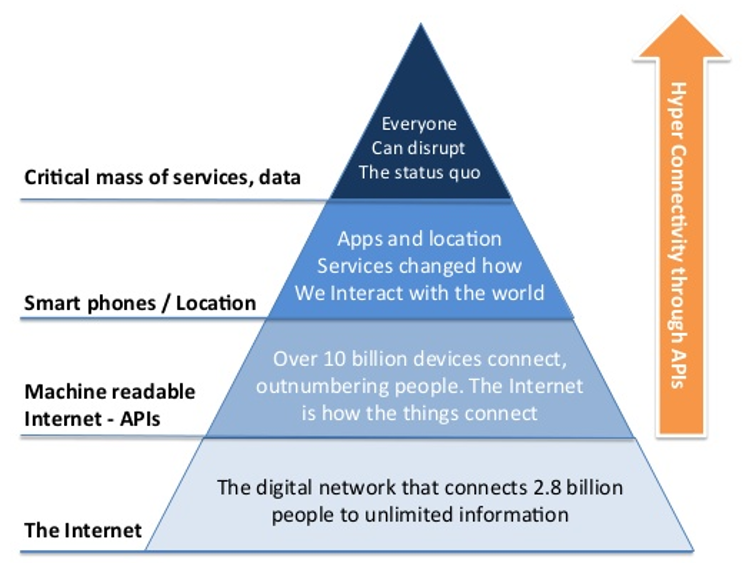 Everyone
Can disrupt
The status quo
Critical mass of services, data
Apps and location
Services changed how
We Interact with the world
Smart phones / Location
Over 10 billion devices connect,
outnumbering people. The Internet
is how the things connect
Machine readable
Internet - APIs
The digital network that connects 2.8 billion
people to unlimited information
The Internet
Hyper Connectivity through APIs